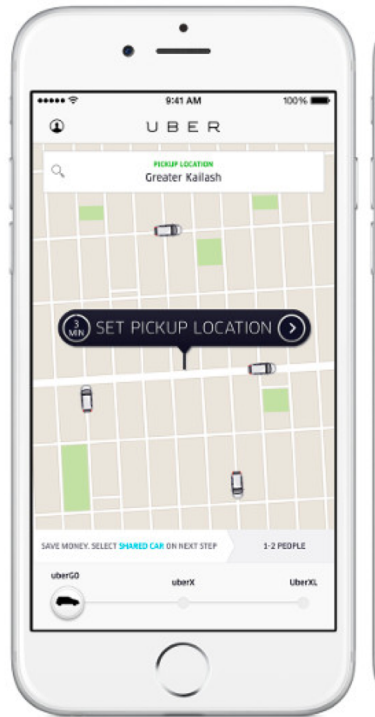 9:41 AM
100%
UBER
PICKUP LOCATION
Greater Kailash
3
MIN
SET PICKUP LOCATION
SAVE MONEY. SELECT SHARED CAR ON NEXT STEP
1-2 PEOPLE
uberGO
uberX
UberXL